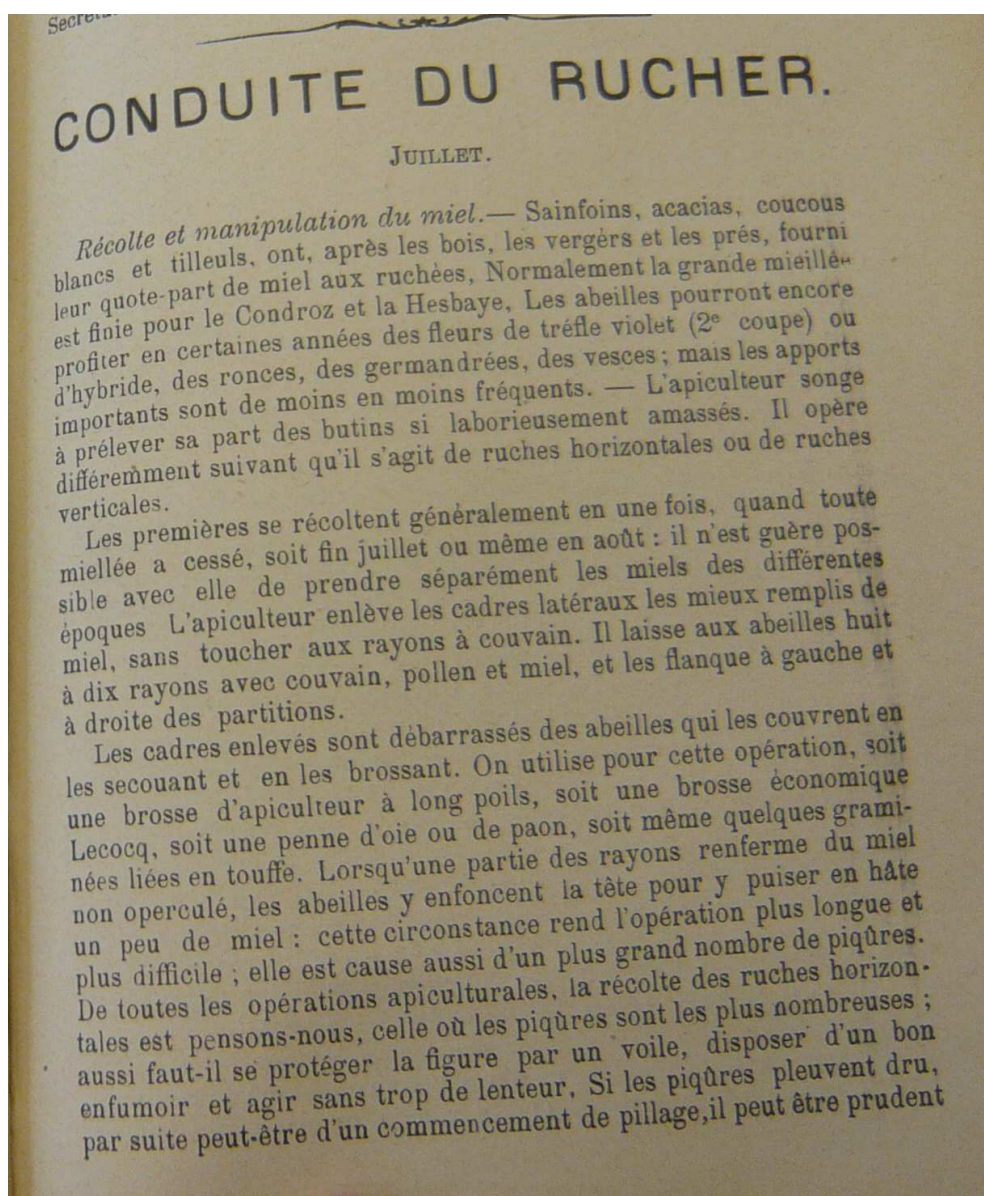 CONDUITE DU RUCHER.
JUILLET.
Récolte et manipulation du miel.— Sainfoins, acacias, coucous
blancs et tilleuls, ont, après les bois, les vergèrs et les prés, fourni
leur quote-part de miel aux ruchèes, Normalement la grande mieillé-
est finie pour le Condroz et la Hesbaye, Les abeilles pourront encore
profiter en certaines années des fleurs de tréfle violet (2e coupe) ou
d'hybride, des ronces, des germandrées, des vesces ; mais les apports
importants sont de moins en moins fréquents. — L'apiculteur songe
à prélever sa part des butins si laborieusement amassés. Il opère
différemment suivant qu'il s'agit de ruches horizontales ou de ruches
verticales.
Les premières se récoltent génèralement en une fois, quand toute
miellée a cessé, soit fin juillet ou même en août : il n'est guère pos-
sible avec elle de prendre séparément les miels des différentes
époques L'apiculteur enlève les cadres latéraux les mieux remplis de
miel, sans toucher aux rayons à couvain. Il laisse aux abeilles huit
à dix rayons avec couvain, pollen et miel, et les flanque à gauche et
à droite des partitions.
Les cadres enlevés sont dèbarrassés des abeilles qui les couvrent en
les secouant et en les brossant. On utilise pour cette opération, soit
une brosse d'apiculteur à long poils, soit une brosse èconomique
Lecocq, soit une penne d'oie ou de paon, soit même quelques grami-
nées liées en touffe. Lorsqu'une partie des rayons renferme du miel
non operculé, les abeilles y enfoncent la tête pour y puiser en hâte
un peu de miel : cette circonstance rend l'opération plus longue et
plus difficile ; elle est cause aussi d'un plus grand nombre de piqûres.
De toutes les opérations apiculturales, la récolte des ruches horizon-
tales est pensons-nous, celle où les piqûres sont les plus nombreuses ;
aussi faut-il se protéger la figure par un voile, disposer d'un bon
enfumoir et agir sans trop de lenteur, Si les piqûres pleuvent dru,
par suite peut-être d'un commencement de pillage,il peut être prudent